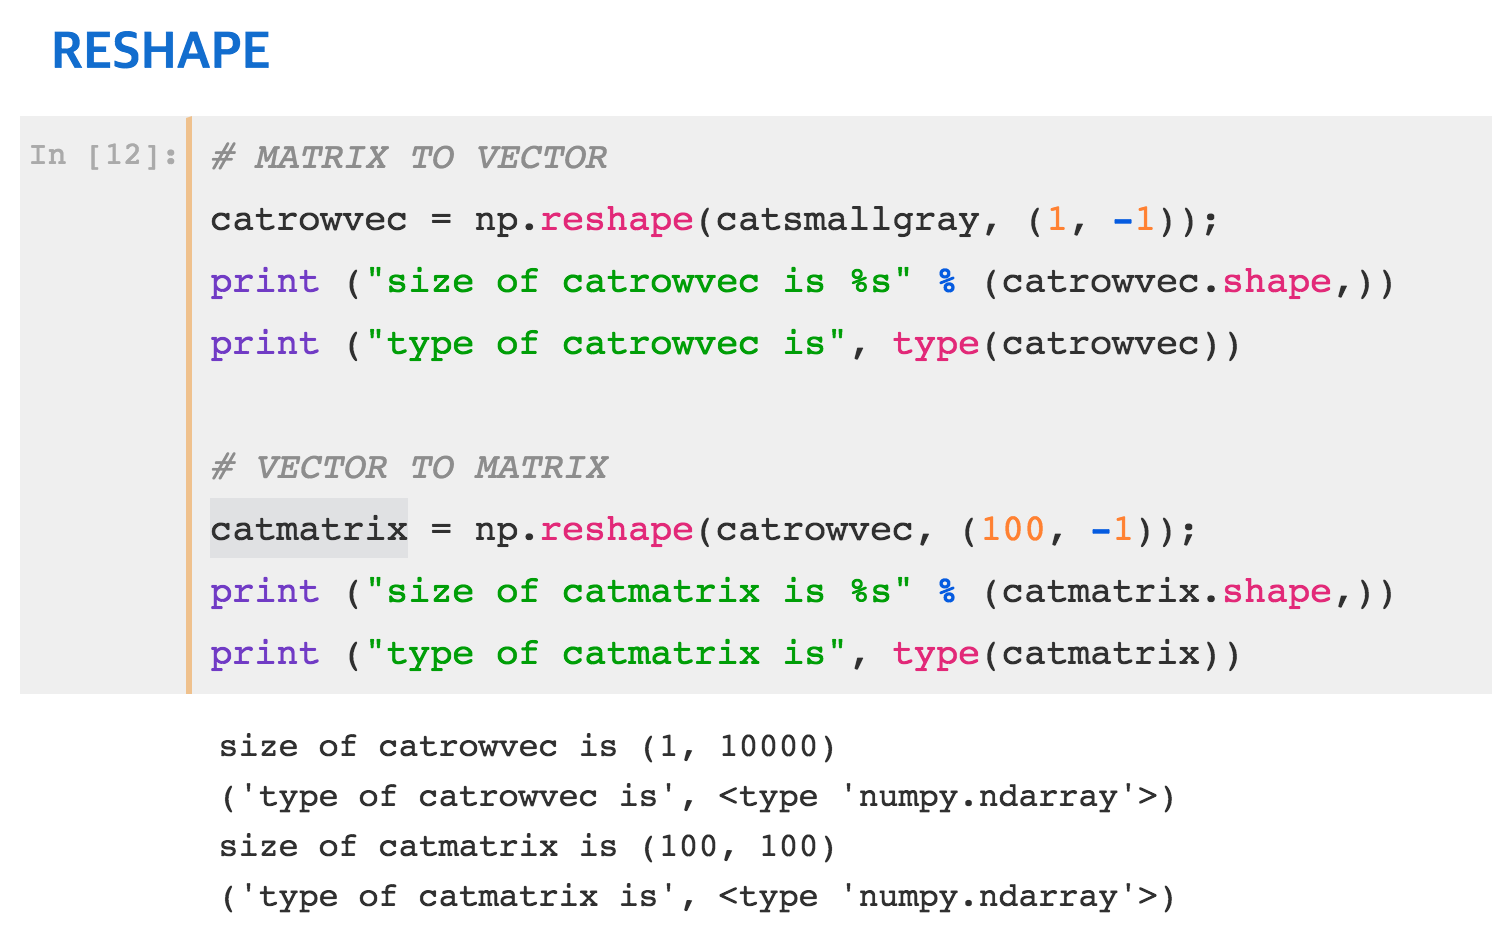 RESHAPE
In [12]:
# MATRIX TO VECTOR
catrowvec = np.reshape(catsmallgray, (1, -1));
print ("size of catrowvec is %s" % (catrowvec.shape,))
print ("type of catrowvec is", type(catrowvec))
# VECTOR TO MATRIX
catmatrix = np.reshape(catrowvec, (100, -1));
print ("size of catmatrix is %s" % (catmatrix.shape,))
print ("type of catmatrix is", type(catmatrix))
size of catrowvec is (1, 10000)
('type of catrowvec is', <type 'numpy.ndarray'>)
size of catmatrix is (100, 100)
('type of catmatrix is', <type 'numpy.ndarray'>)